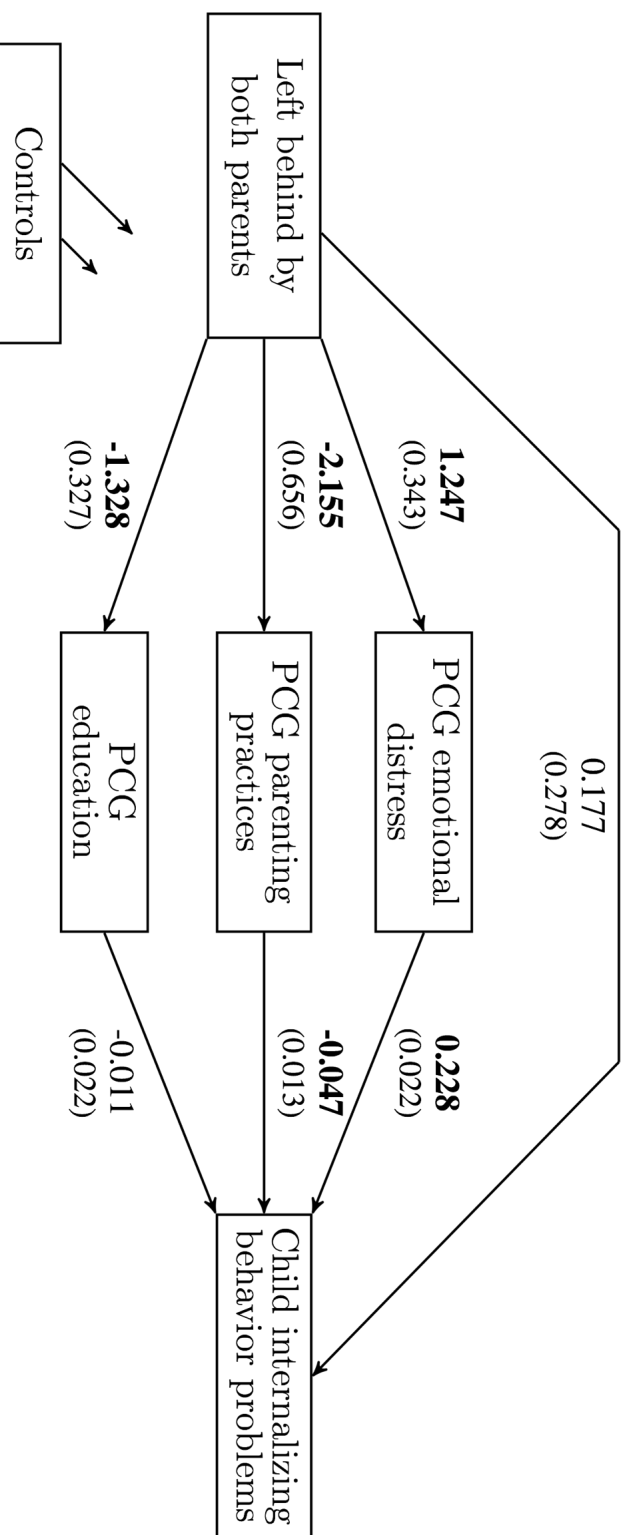 0.177
(0.278)
1.247
(0.343)
PCG emotional
distress
0.228
(0.022)
Left behind by
both parents
-2.155
(0.656)
PCG parenting
practices
-0.047
(0.013)
Child internalizing
behavior problems
-1.328
(0.327)
PCG
education
-0.011
(0.022)
Controls